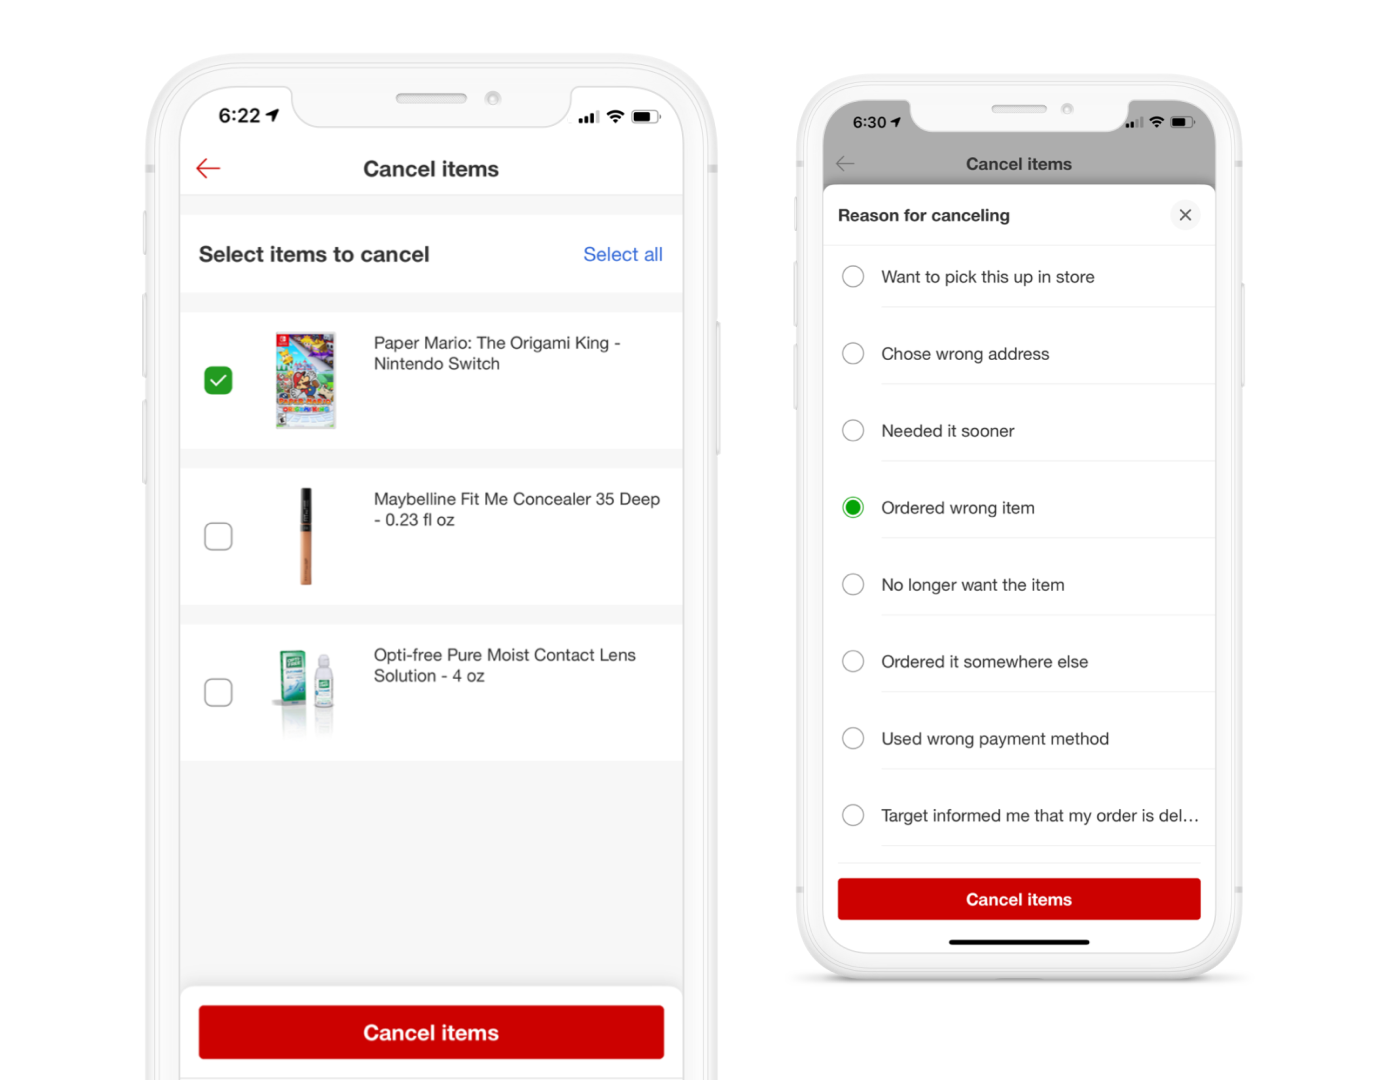 6:22
Cancel items
Select items to cancel
Select all
Paper Mario: The Origami King -
Nintendo Switch
Maybelline Fit Me Concealer 35 Deep
- 0.23 fl oz
Opti-free Pure Moist Contact Lens
Solution - 4 oz
Cancel items
6:30
Cancel items
Reason for canceling
Want to pick this up in store
Chose wrong address
Needed it sooner
Ordered wrong item
No longer want the item
Ordered it somewhere else
Used wrong payment method
Target informed me that my order is del...
Cancel items